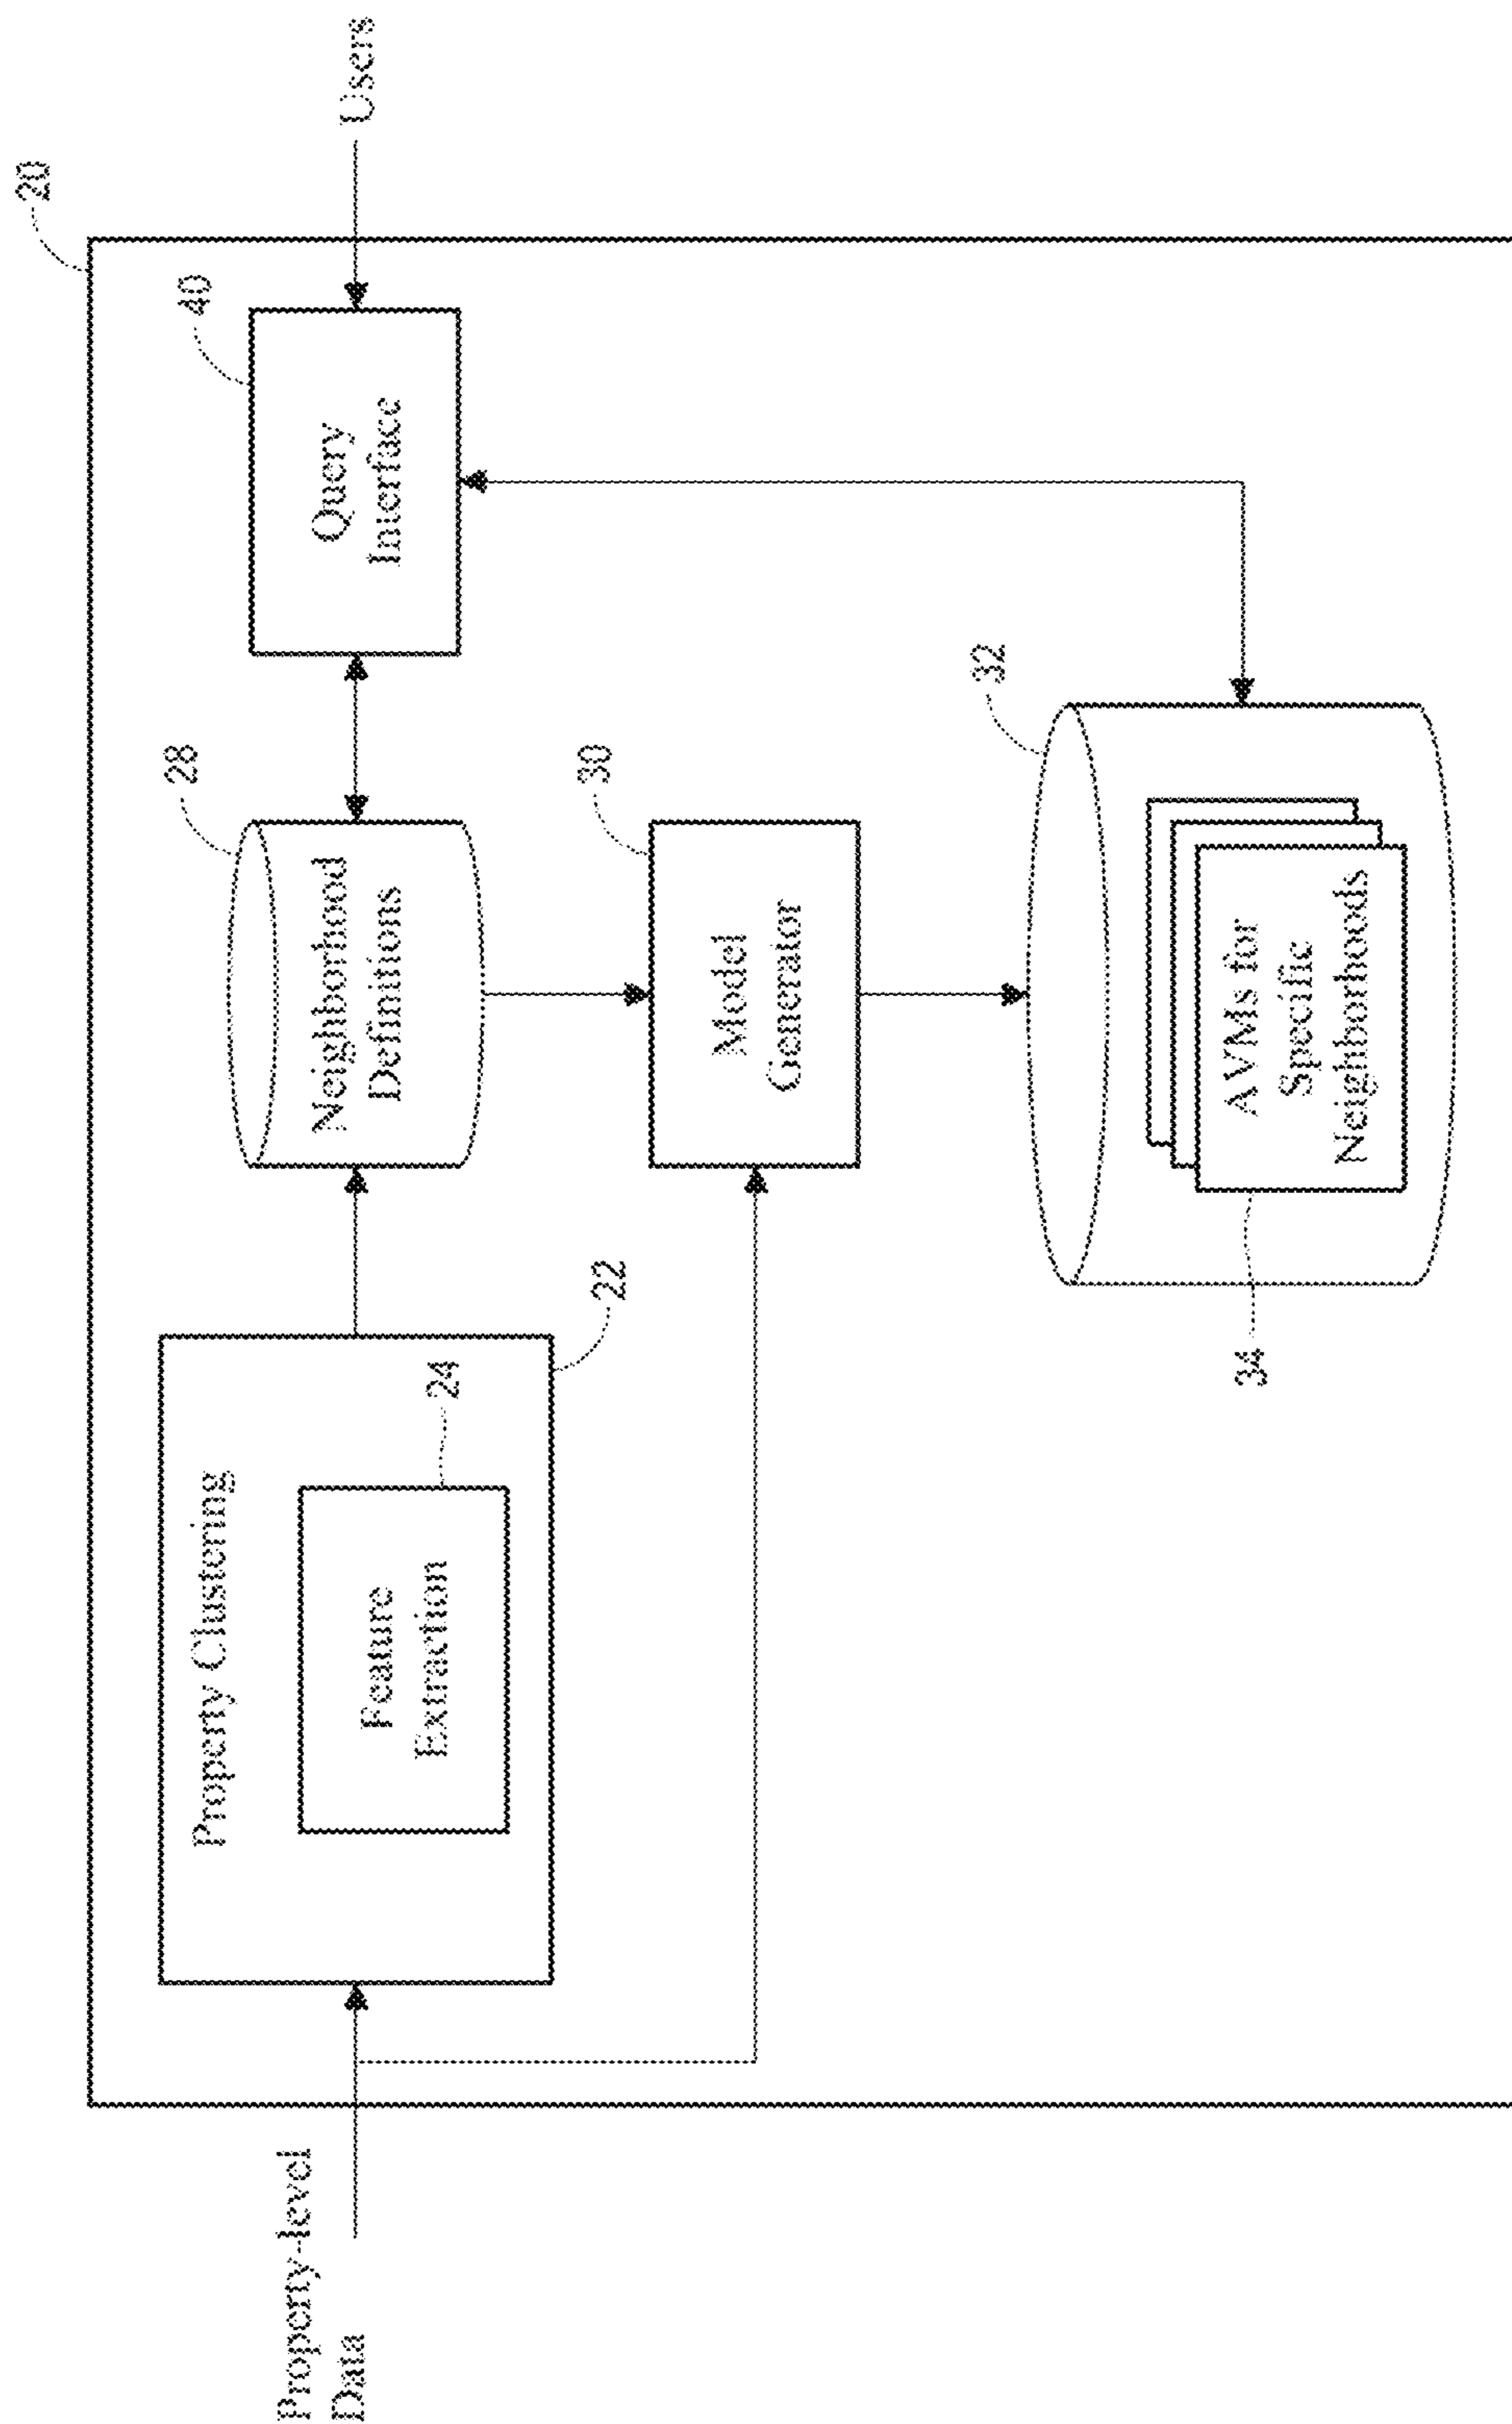 20
Property-level
Data
Property Clustering
24
Feature
Extraction
22
28
Neighborhood
Definitions
40
Query
Interface
Users
30
Model
Generator
32
34
AVMs for
Specific
Neighborhoods